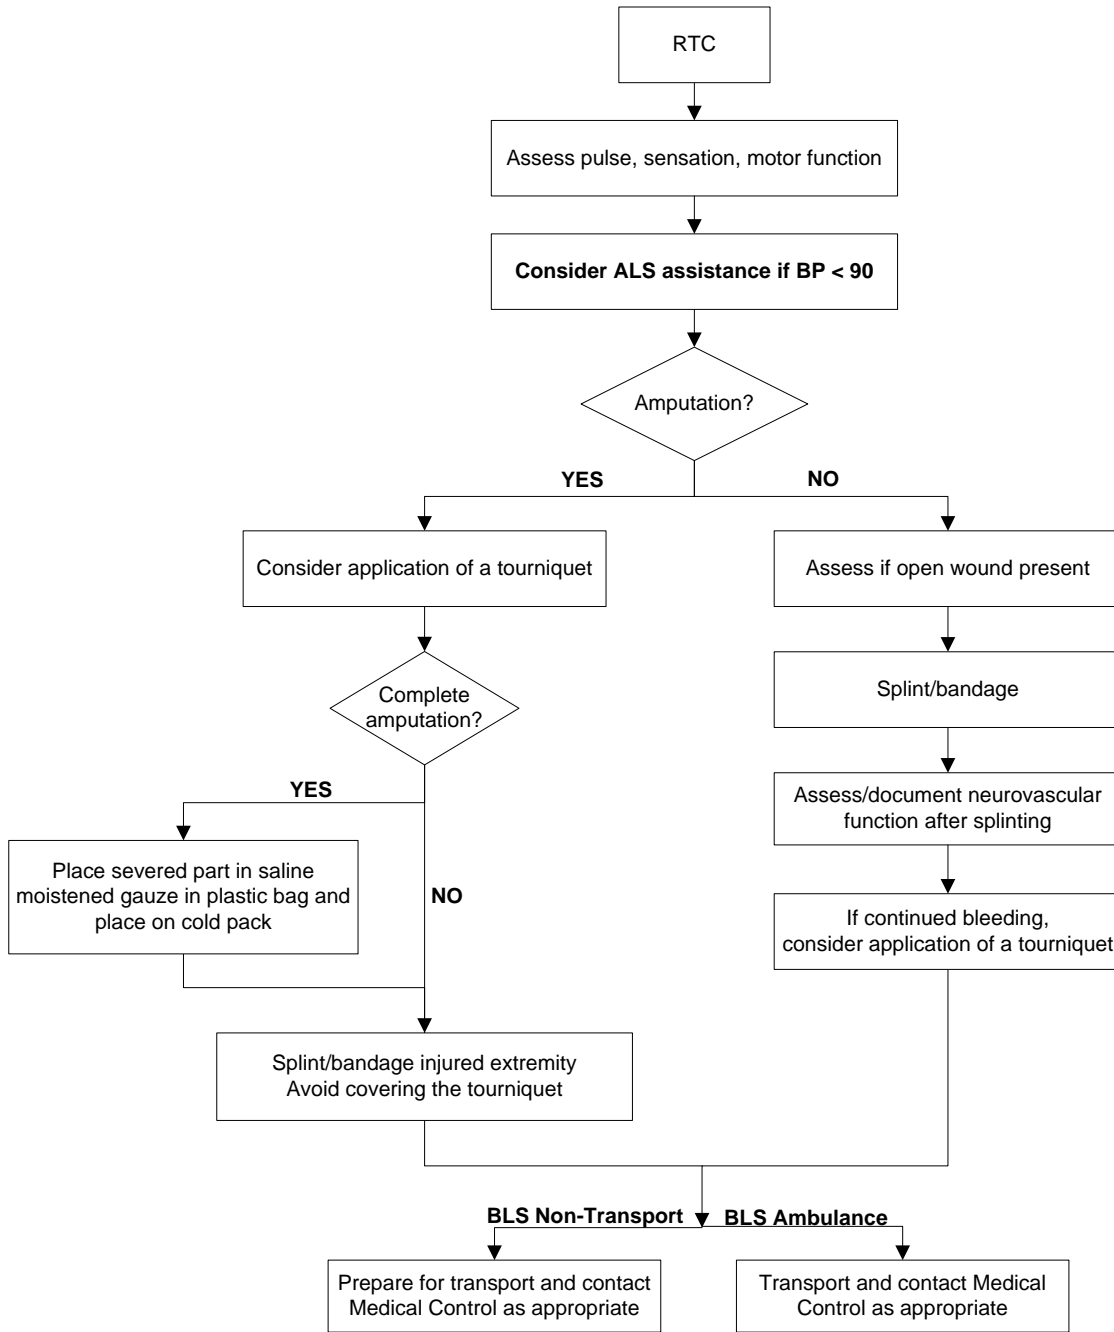 RTC
Assess pulse, sensation, motor function
Consider ALS assistance if BP < 90
Amputation?
YES
NO
Consider application of a tourniquet
Assess if open wound present
Complete
amputation?
Splint/bandage
YES
Assess/document neurovascular
function after splinting
Place severed part in saline
moistened gauze in plastic bag and
place on cold pack
NO
If continued bleeding,
consider application of a tourniquet
Splint/bandage injured extremity
Avoid covering the tourniquet
BLS Non-Transport
BLS Ambulance
Prepare for transport and contact
Medical Control as appropriate
Transport and contact Medical
Control as appropriate